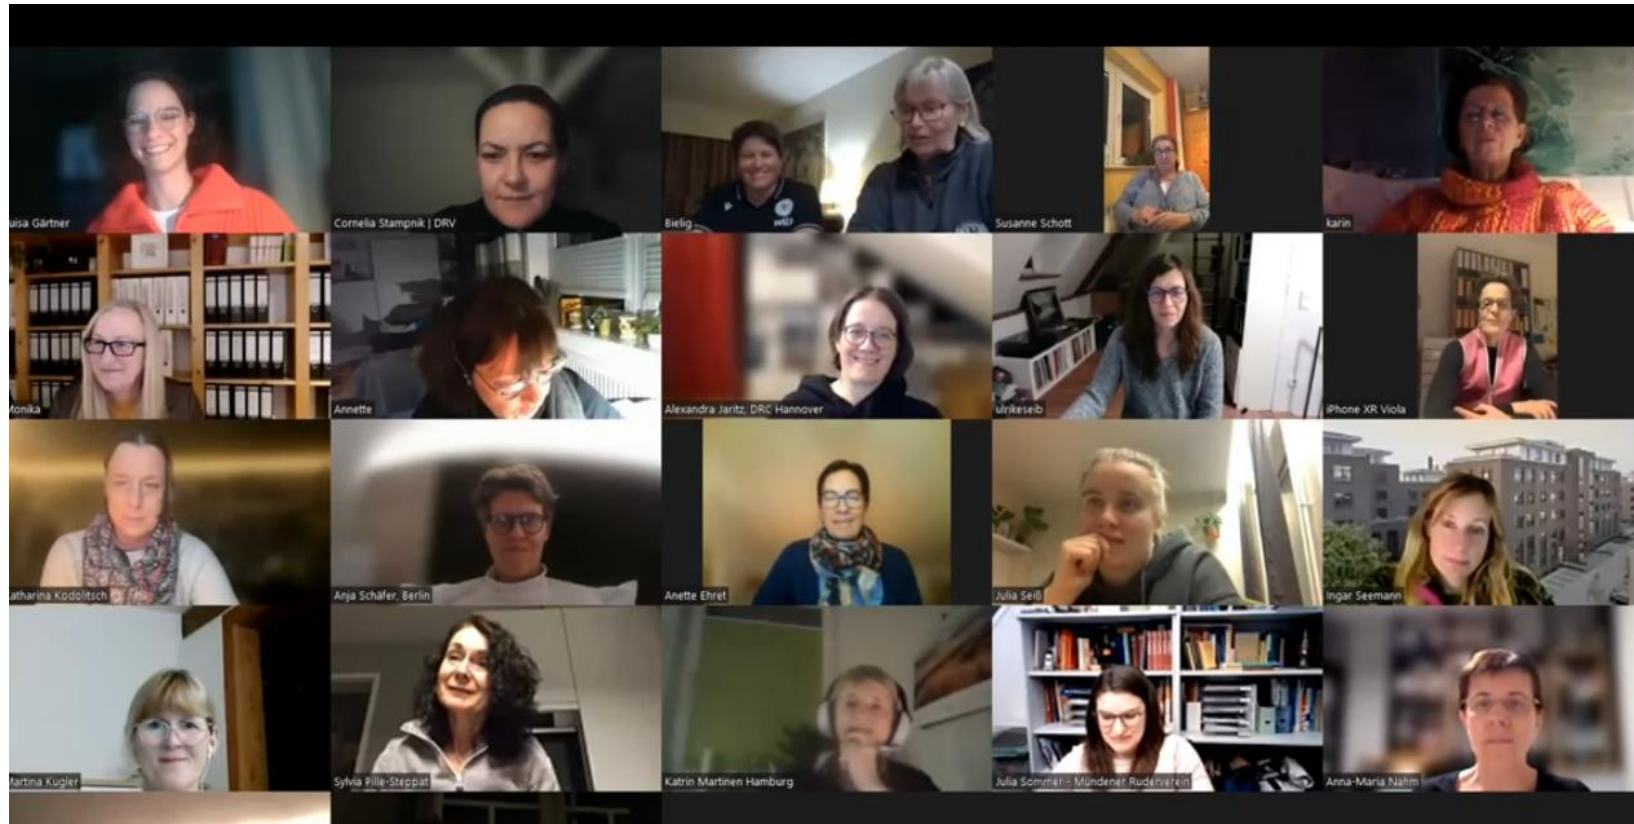 uisa Gärtner
Cornelia Stampnik | DRV
Bielig
Susanne Schott
karin
Monika
Annette
Alexandra Jaritz, DRC Hannover
ulrikeseib
iPhone XR Viola
atharina Kodolitsch
Anja Schäfer, Berlin
Anette Ehret
Julia Seiß
Ingar Seemann
Martina Kugler
Sylvia Pille-Steppat
Katrin Martinen Hamburg
Julia Sommer - Mündener Ruderverein
Anna-Maria Nahm